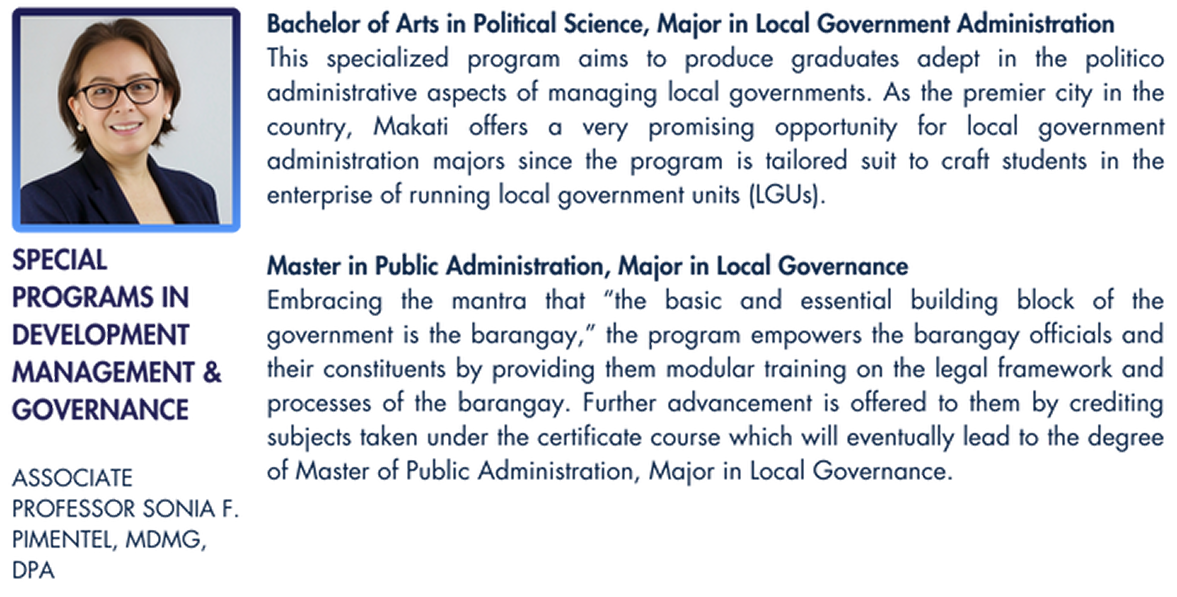 SPECIAL
PROGRAMS IN
DEVELOPMENT
MANAGEMENT &
GOVERNANCE
ASSOCIATE
PROFESSOR SONIA F.
PIMENTEL, MDMG,
DPA
Bachelor of Arts in Political Science, Major in Local Government Administration
This specialized program aims to produce graduates adept in the politico
administrative aspects of managing local governments. As the premier city in the
country, Makati offers a very promising opportunity for local government
administration majors since the program is tailored suit to craft students in the
enterprise of running local government units (LGUs).
Master in Public Administration, Major in Local Governance
Embracing the mantra that “the basic and essential building block of the
government is the barangay,” the program empowers the barangay officials and
their constituents by providing them modular training on the legal framework and
processes of the barangay. Further advancement is offered to them by crediting
subjects taken under the certificate course which will eventually lead to the degree
of Master of Public Administration, Major in Local Governance.